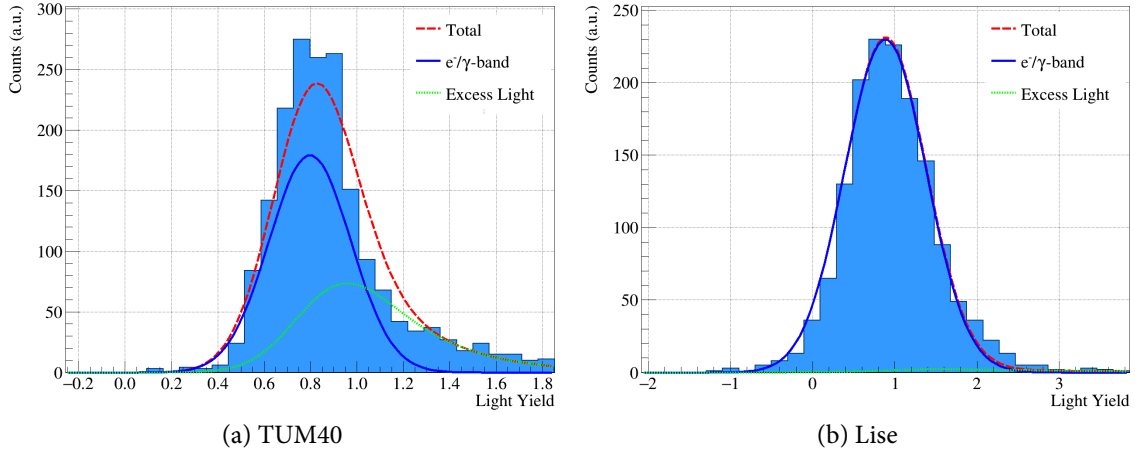 Counts (a.u.)
300
250
200
150
100
50
0
Total
e⁻/γ-band
Excess Light
−0.2 0.0 0.2 0.4 0.6 0.8 1.0 1.2 1.4 1.6 1.8
Light Yield
(a) TUM40
Counts (a.u.)
250
200
150
100
50
0
Total
e⁻/γ-band
Excess Light
−2 −1 0 1 2 3
Light Yield
(b) Lise